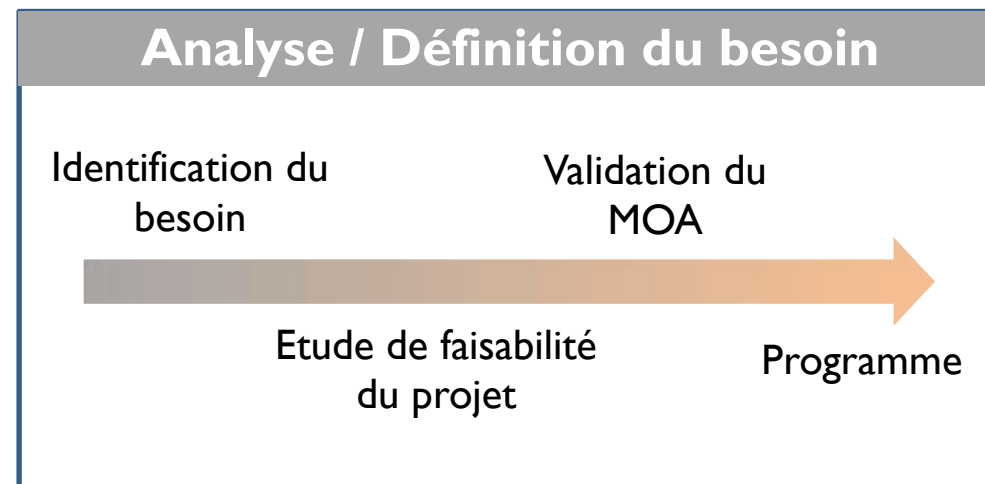 Analyse / Définition du besoin
Identification du
besoin
Validation du
MOA
Etude de faisabilité
du projet
Programme